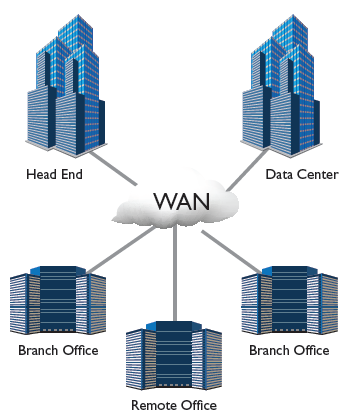 Head End
Data Center
WAN
Branch Office
Branch Office
Remote Office